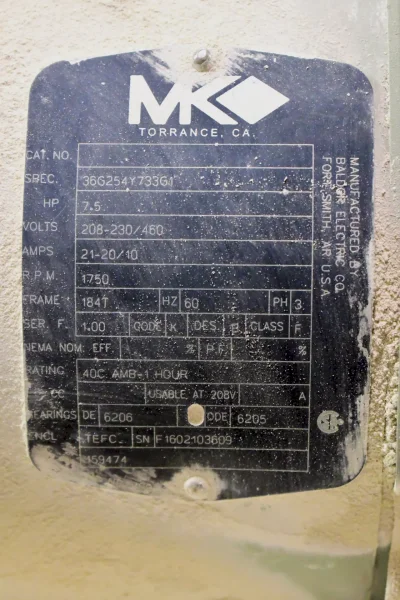 MK
TORRANCE, CA.
CAT. NO.
SPEC. 36G254Y733G1
HP 7.5
VOLTS 208-230/460
AMPS 21-20/10
R.P.M. 1750
FRAME 184T HZ 60 PH 3
SER. F. 1.00 CODE K DES. CLASS F
NEMA NOM. EFF. % P.F. %
RATING 40C AMB-1 HOUR
CC USABLE AT 208V A
BEARINGS DE 6206 ODE 6205
ENCL. TEFC. SN F1602103609
159474
MANUFACTURED BY
BALDOR ELECTRIC CO.
FORT SMITH, AR U.S.A.